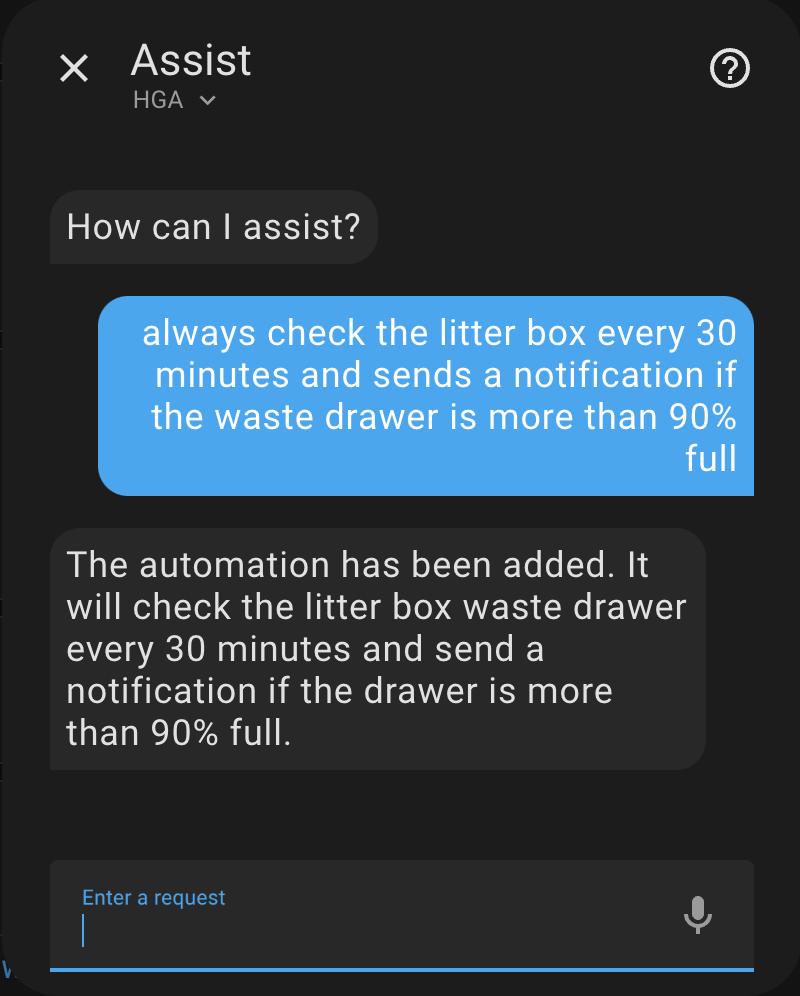 Assist
HGA
How can I assist?
always check the litter box every 30
minutes and sends a notification if
the waste drawer is more than 90%
full
The automation has been added. It
will check the litter box waste drawer
every 30 minutes and send a
notification if the drawer is more
than 90% full.
Enter a request